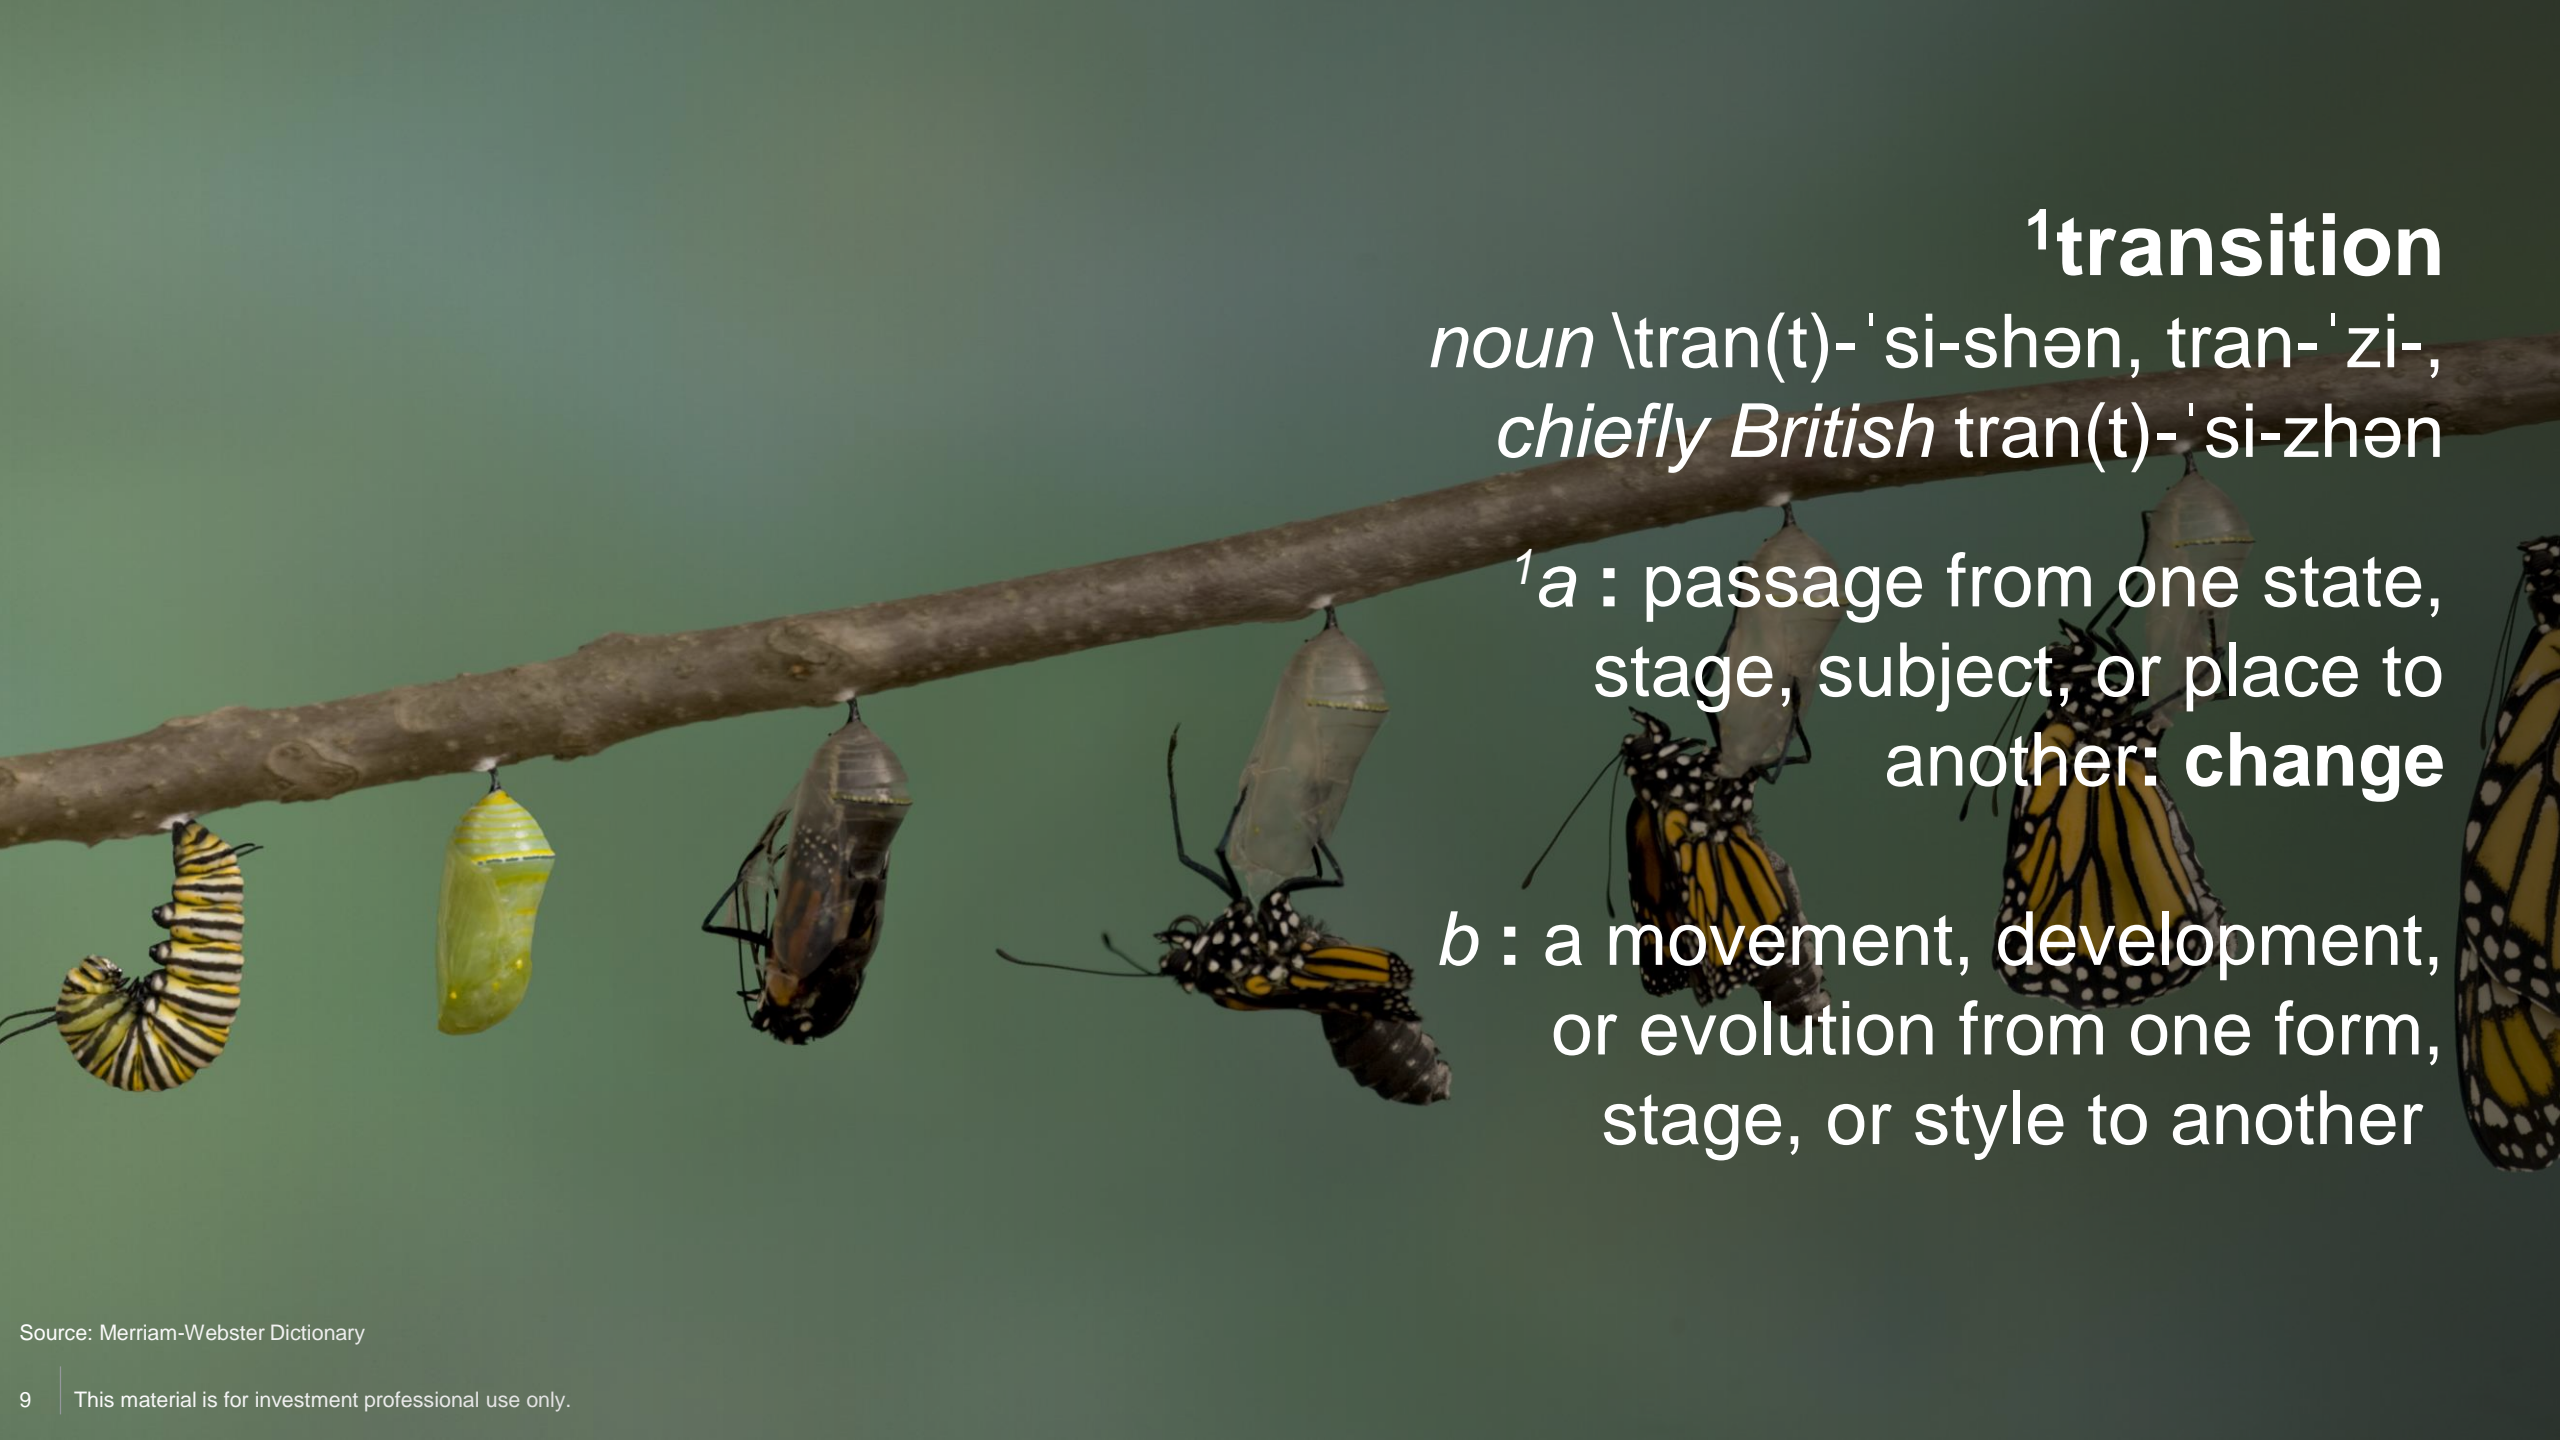 ¹transition
noun \tran(t)-ˈsi-shən, tran-ˈzi-,
chiefly British tran(t)-ˈsi-zhən
¹a : passage from one state,
stage, subject, or place to
another: change
b : a movement, development,
or evolution from one form,
stage, or style to another
Source: Merriam-Webster Dictionary
9 This material is for investment professional use only.